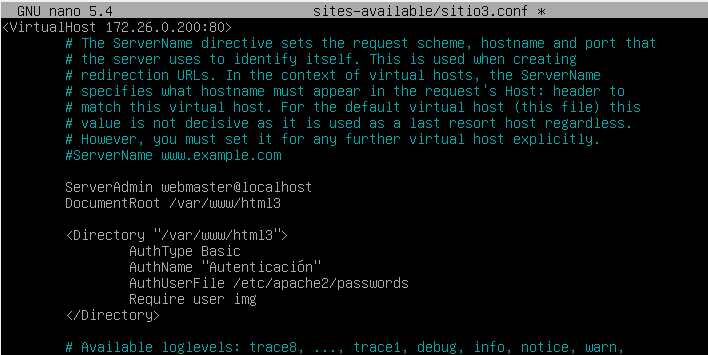 GNU nano 5.4 sites-available/sitio3.conf *
<VirtualHost 172.26.0.200:80>
# The ServerName directive sets the request scheme, hostname and port that
# the server uses to identify itself. This is used when creating
# redirection URLs. In the context of virtual hosts, the ServerName
# specifies what hostname must appear in the request's Host: header to
# match this virtual host. For the default virtual host (this file) this
# value is not decisive as it is used as a last resort host regardless.
# However, you must set it for any further virtual host explicitly.
#ServerName www.example.com
ServerAdmin webmaster@localhost
DocumentRoot /var/www/html3
<Directory "/var/www/html3">
AuthType Basic
AuthName "Autenticación"
AuthUserFile /etc/apache2/passwords
Require user img
</Directory>
# Available loglevels: trace8, ..., trace1, debug, info, notice, warn,